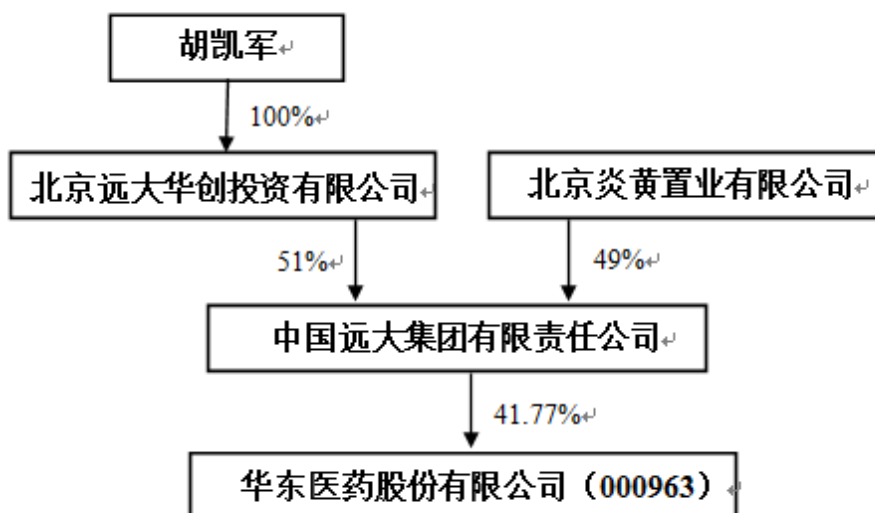 胡凯军
100%
北京远大华创投资有限公司
北京炎黄置业有限公司
51%
49%
中国远大集团有限责任公司
41.77%
华东医药股份有限公司（000963）